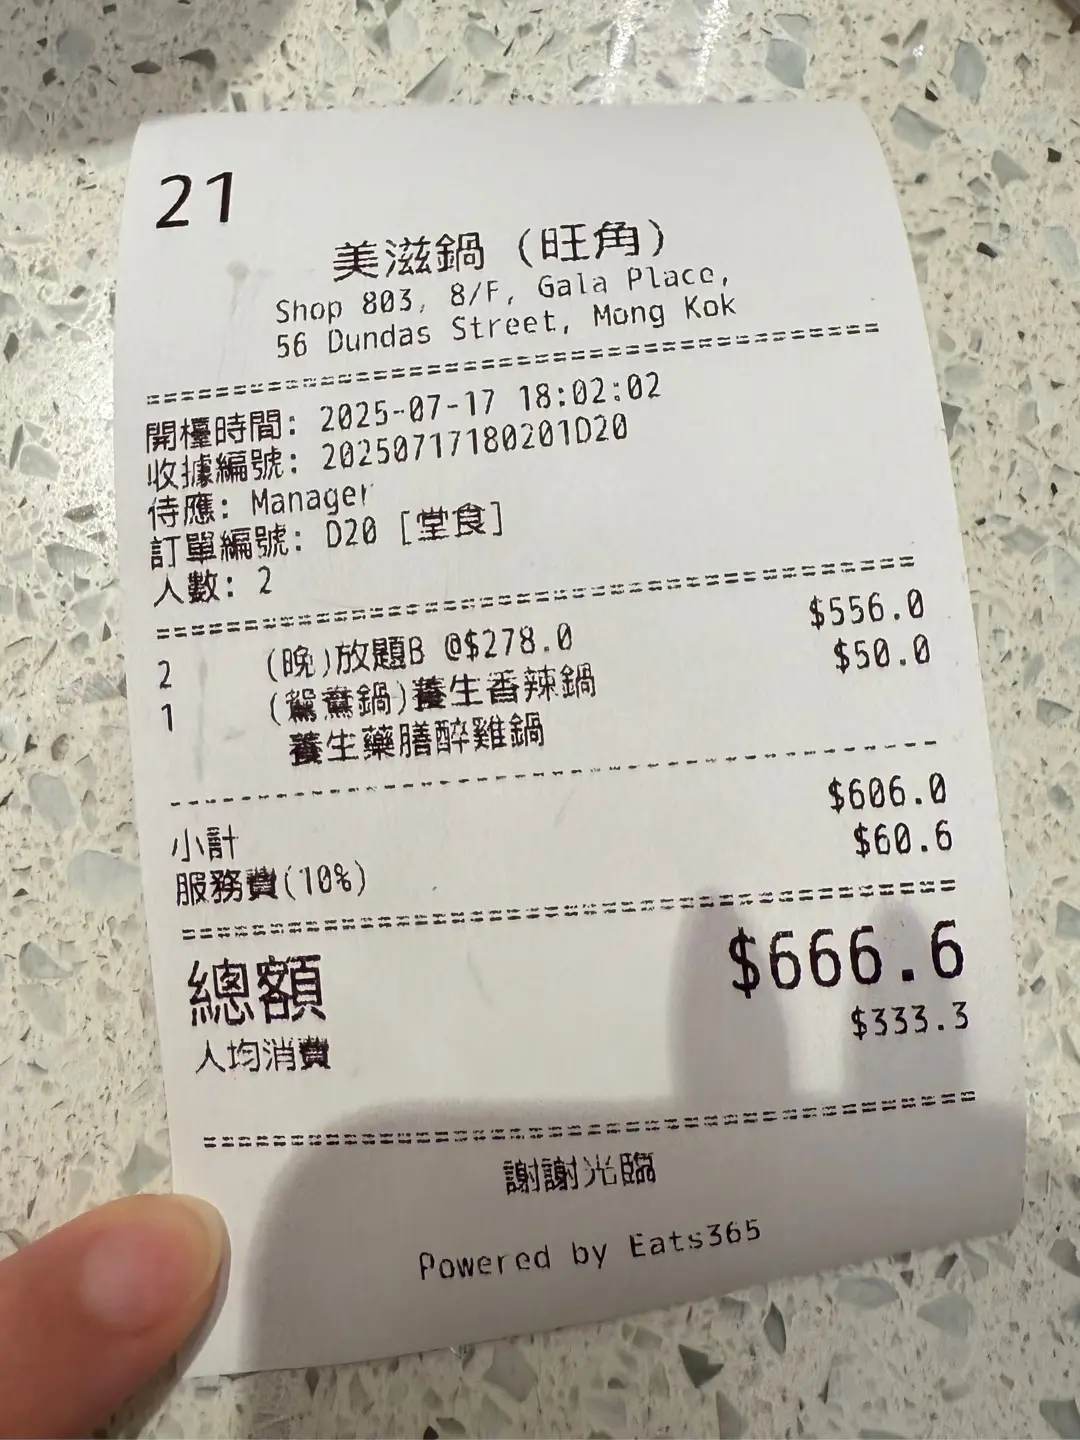 21
美滋鍋 (旺角)
Shop 803, 8/F, Gala Place,
56 Dundas Street, Mong Kok
開檯時間: 2025-07-17 18:02:02
收據編號: 20250717180201D20
侍應: Manager
訂單編號: D20 [堂食]
人數: 2
2 (晚)放題B @$278.0 $556.0
1 (鴛鴦鍋)養生香辣鍋 $50.0
養生藥膳醉雞鍋
小計 $606.0
服務費(10%) $60.6
總額 $666.6
人均消費 $333.3
謝謝光臨
Powered by Eats365